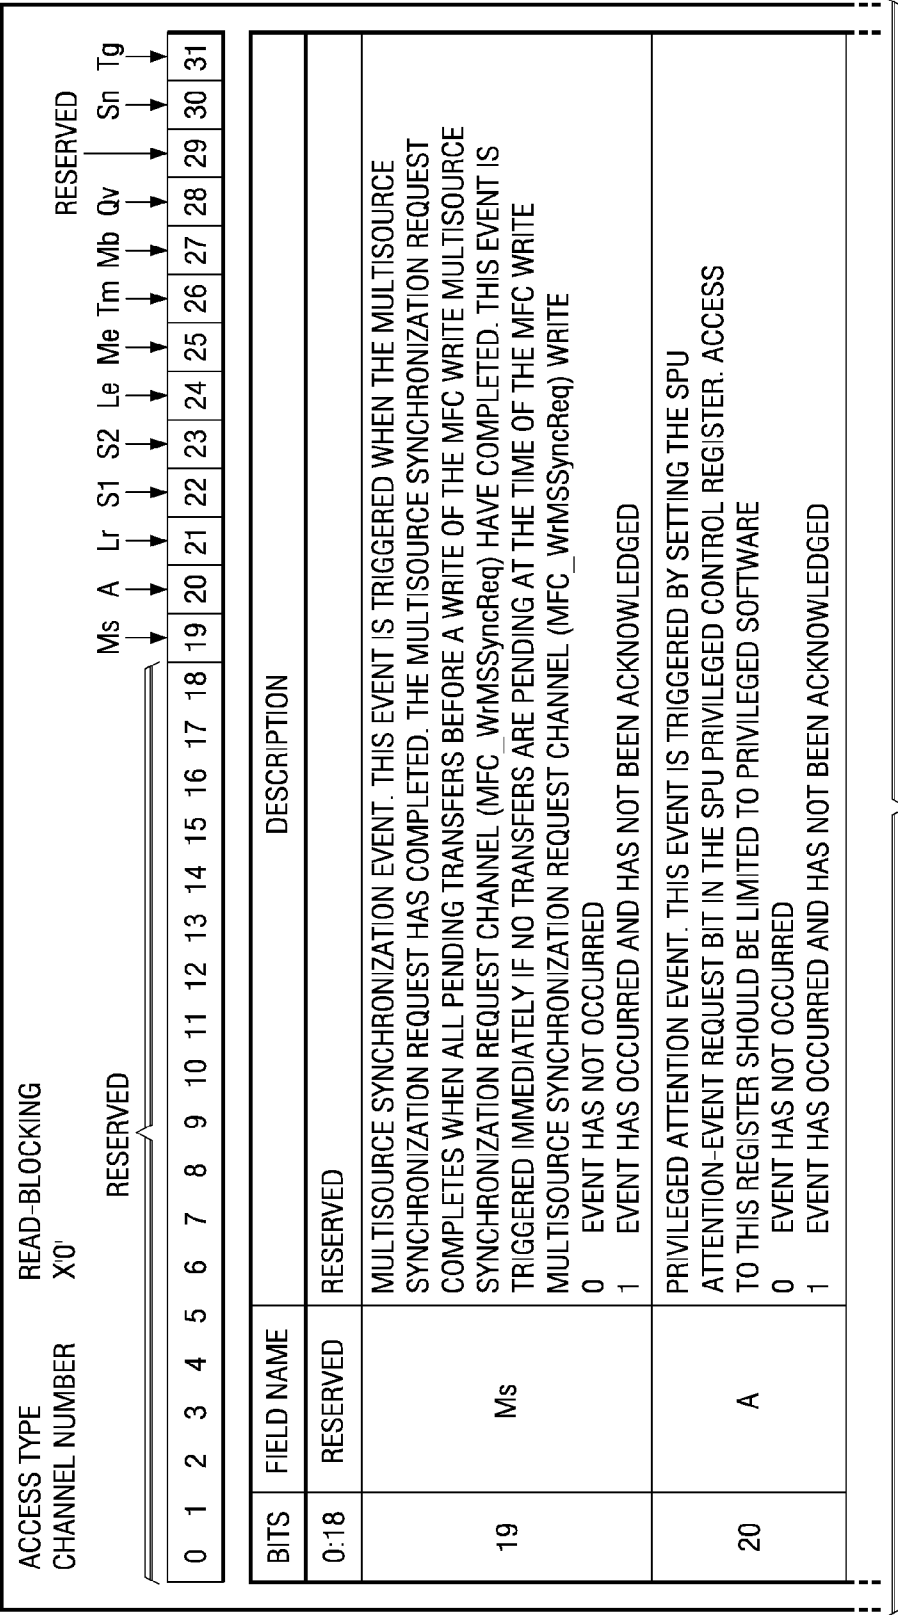 ACCESS TYPE READ-BLOCKING
CHANNEL NUMBER X'0'
RESERVED
RESERVED
Ms A Lr S1 S2 Le Me Tm Mb Qv Sn Tg
0 1 2 3 4 5 6 7 8 9 10 11 12 13 14 15 16 17 18 19 20 21 22 23 24 25 26 27 28 29 30 31
BITS FIELD NAME DESCRIPTION
0:18 RESERVED RESERVED
19 Ms MULTISOURCE SYNCHRONIZATION EVENT. THIS EVENT IS TRIGGERED WHEN THE MULTISOURCE
SYNCHRONIZATION REQUEST HAS COMPLETED. THE MULTISOURCE SYNCHRONIZATION REQUEST
COMPLETES WHEN ALL PENDING TRANSFERS BEFORE A WRITE OF THE MFC WRITE MULTISOURCE
SYNCHRONIZATION REQUEST CHANNEL (MFC_WrMSSyncReq) HAVE COMPLETED. THIS EVENT IS
TRIGGERED IMMEDIATELY IF NO TRANSFERS ARE PENDING AT THE TIME OF THE MFC WRITE
MULTISOURCE SYNCHRONIZATION REQUEST CHANNEL (MFC_WrMSSyncReq) WRITE
0 EVENT HAS NOT OCCURRED
1 EVENT HAS OCCURRED AND HAS NOT BEEN ACKNOWLEDGED
20 A PRIVILEGED ATTENTION EVENT. THIS EVENT IS TRIGGERED BY SETTING THE SPU
ATTENTION-EVENT REQUEST BIT IN THE SPU PRIVILEGED CONTROL REGISTER. ACCESS
TO THIS REGISTER SHOULD BE LIMITED TO PRIVILEGED SOFTWARE
0 EVENT HAS NOT OCCURRED
1 EVENT HAS OCCURRED AND HAS NOT BEEN ACKNOWLEDGED